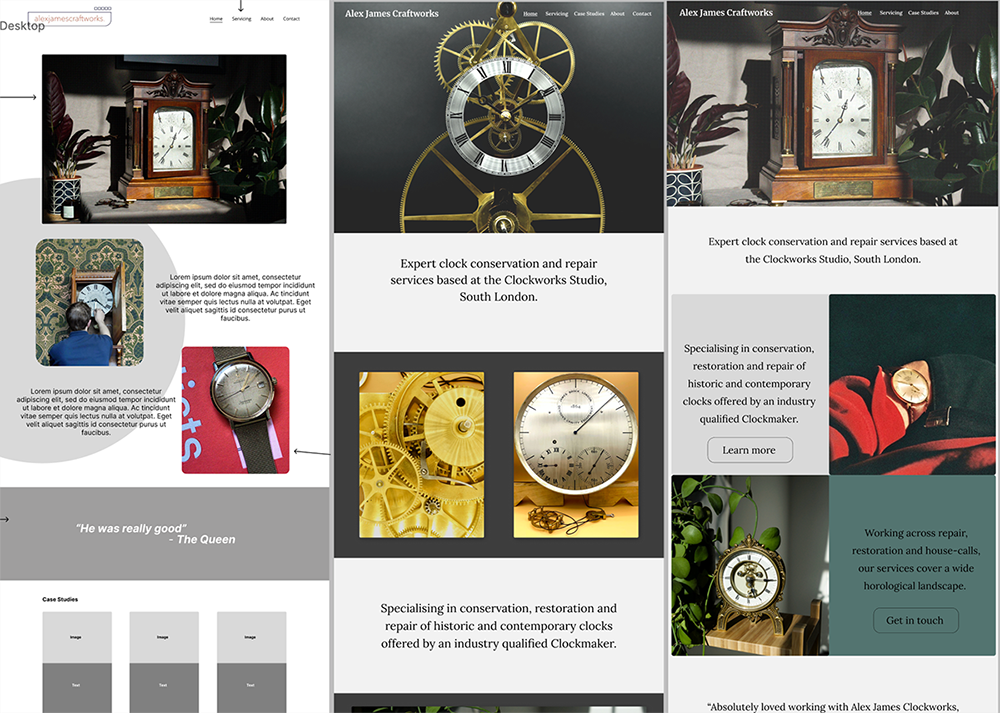 Desktop
alexjamescraftworks.
Home Servicing About Contact
Lorem ipsum dolor sit amet, consectetur
adipiscing elit, sed do eiusmod tempor incididunt
ut labore et dolore magna aliqua. Ac tincidunt
vitae semper quis lectus nulla at volutpat. Eget
velit aliquet sagittis id consectetur purus ut
faucibus.
Lorem ipsum dolor sit amet, consectetur
adipiscing elit, sed do eiusmod tempor incididunt
ut labore et dolore magna aliqua. Ac tincidunt
vitae semper quis lectus nulla at volutpat. Eget
velit aliquet sagittis id consectetur purus ut
faucibus.
"He was really good"
- The Queen
Case Studies
Image Image Image
Text Text Text
Alex James Craftworks
Home Servicing Case Studies About Contact
Expert clock conservation and repair
services based at the Clockworks Studio,
South London.
Specialising in conservation, restoration and
repair of historic and contemporary clocks
offered by an industry qualified Clockmaker.
Alex James Craftworks
Home Servicing Case Studies About
Expert clock conservation and repair services based at
the Clockworks Studio, South London.
Specialising in conservation,
restoration and repair of
historic and contemporary
clocks offered by an industry
qualified Clockmaker.
Learn more
Working across repair,
restoration and house-calls,
our services cover a wide
horological landscape.
Get in touch
“Absolutely loved working with Alex James Clockworks,